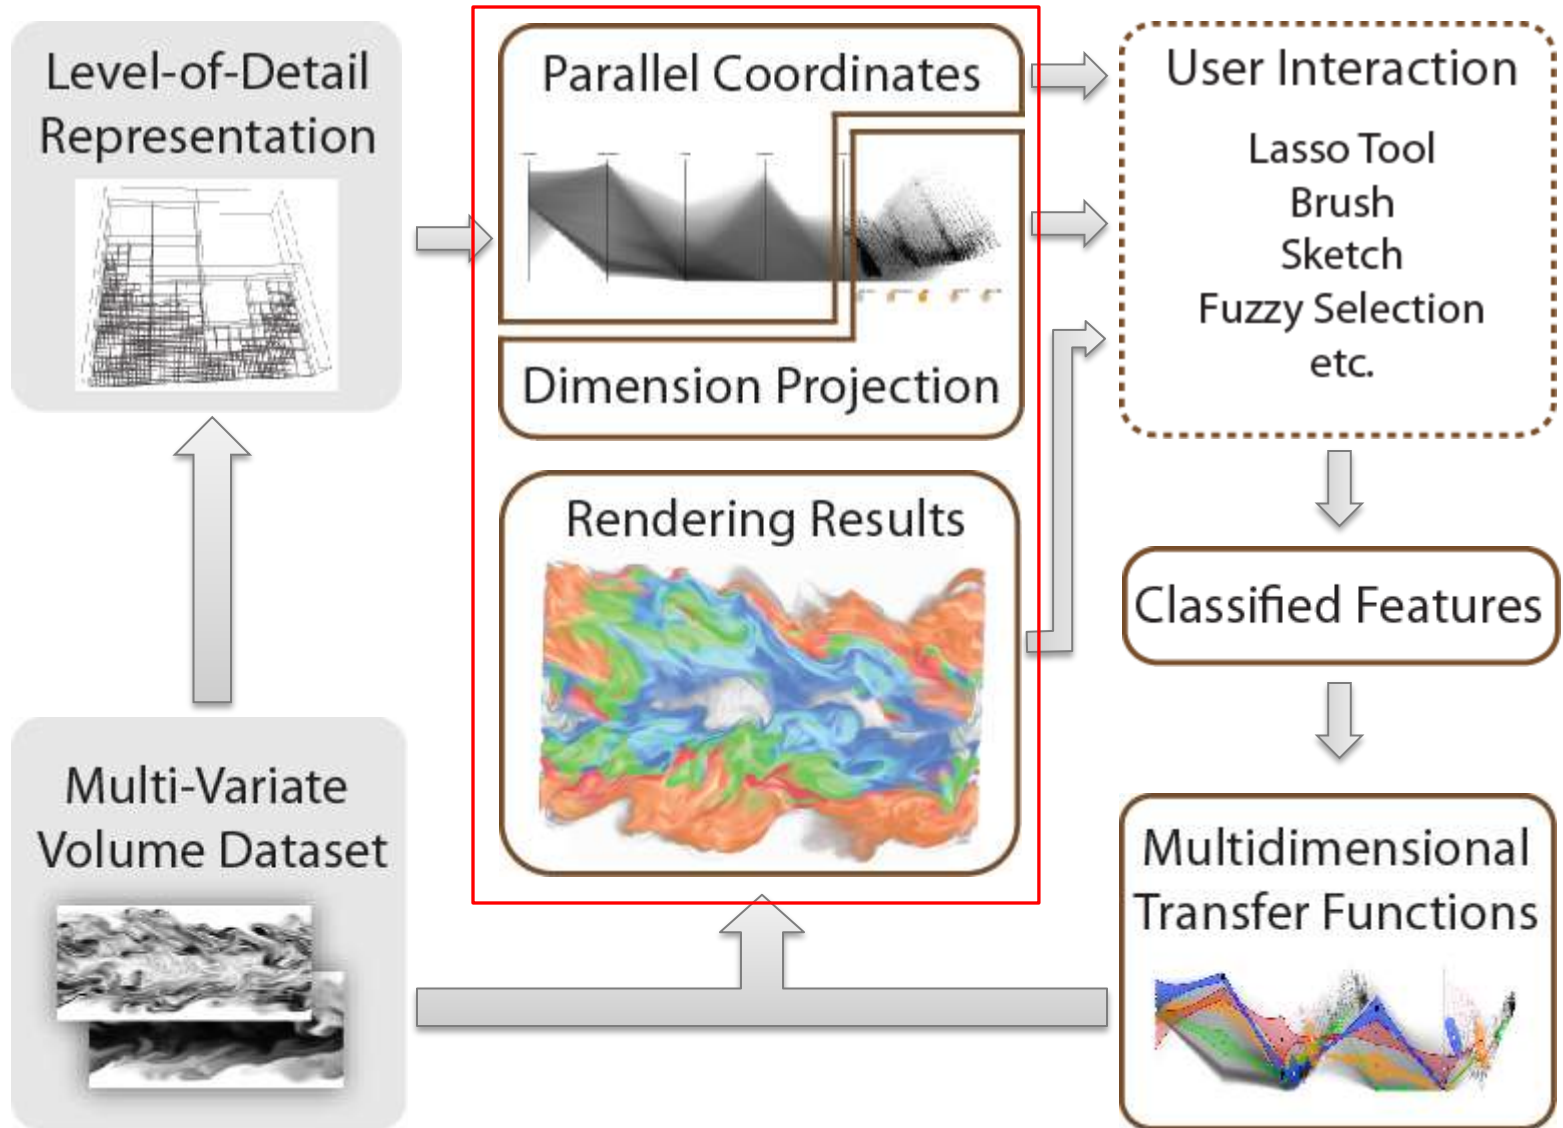 Level-of-Detail
Representation
Parallel Coordinates
Dimension Projection
Rendering Results
User Interaction
Lasso Tool
Brush
Sketch
Fuzzy Selection
etc.
Classified Features
Multi-Variate
Volume Dataset
Multidimensional
Transfer Functions